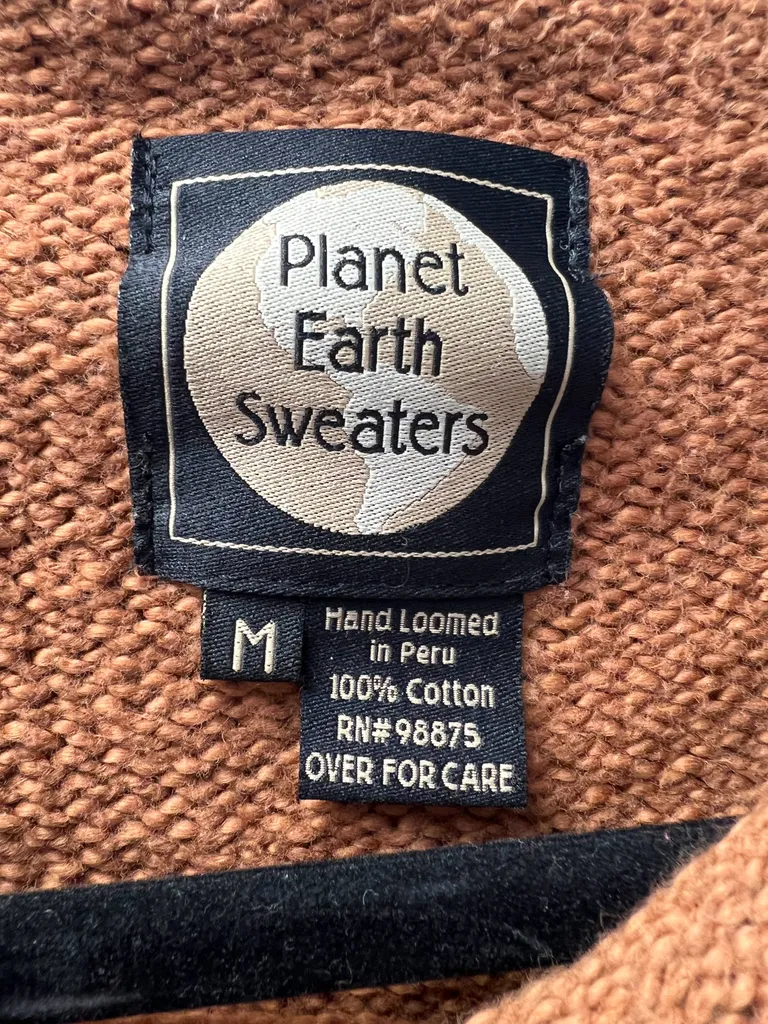 Planet
Earth
Sweaters
M
Hand Loomed
in Peru
100% Cotton
RN#98875
OVER FOR CARE